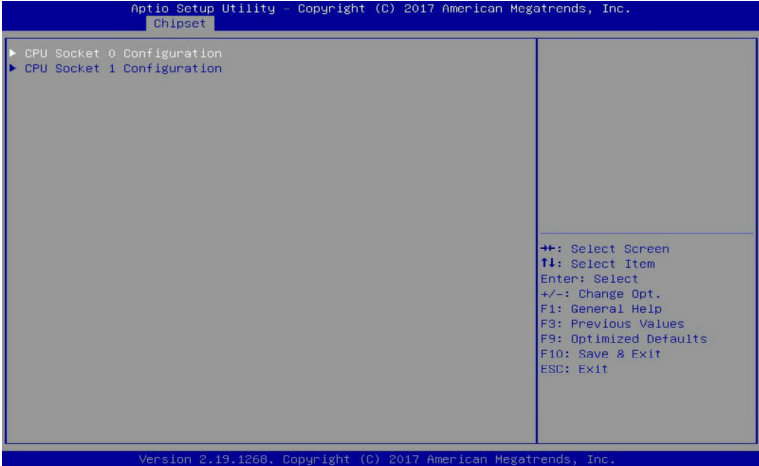 Aptio Setup Utility – Copyright (C) 2017 American Megatrends, Inc.
Chipset
▶ CPU Socket 0 Configuration
▶ CPU Socket 1 Configuration
→←: Select Screen
↑↓: Select Item
Enter: Select
+/-: Change Opt.
F1: General Help
F3: Previous Values
F9: Optimized Defaults
F10: Save & Exit
ESC: Exit
Version 2.19.1268. Copyright (C) 2017 American Megatrends, Inc.